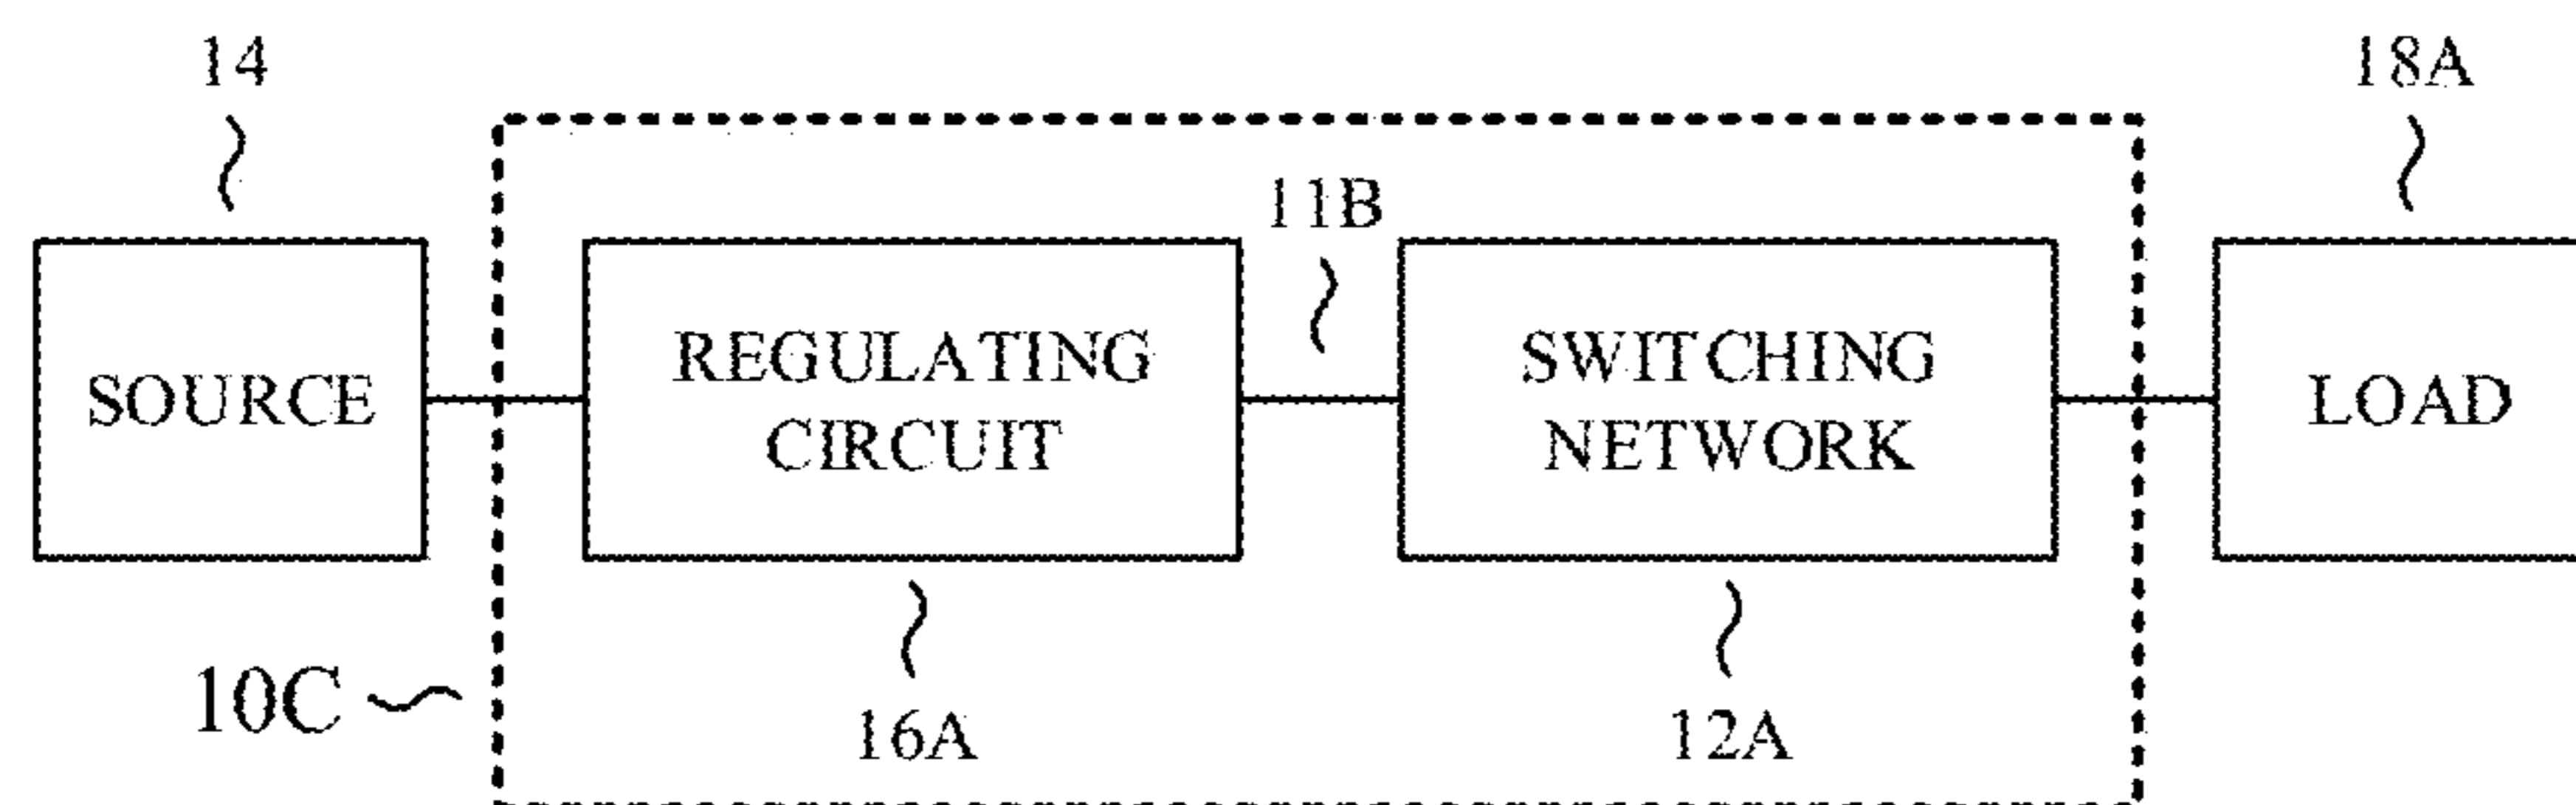 14
18A
11B
SOURCE
REGULATING
CIRCUIT
SWITCHING
NETWORK
LOAD
10C
16A
12A